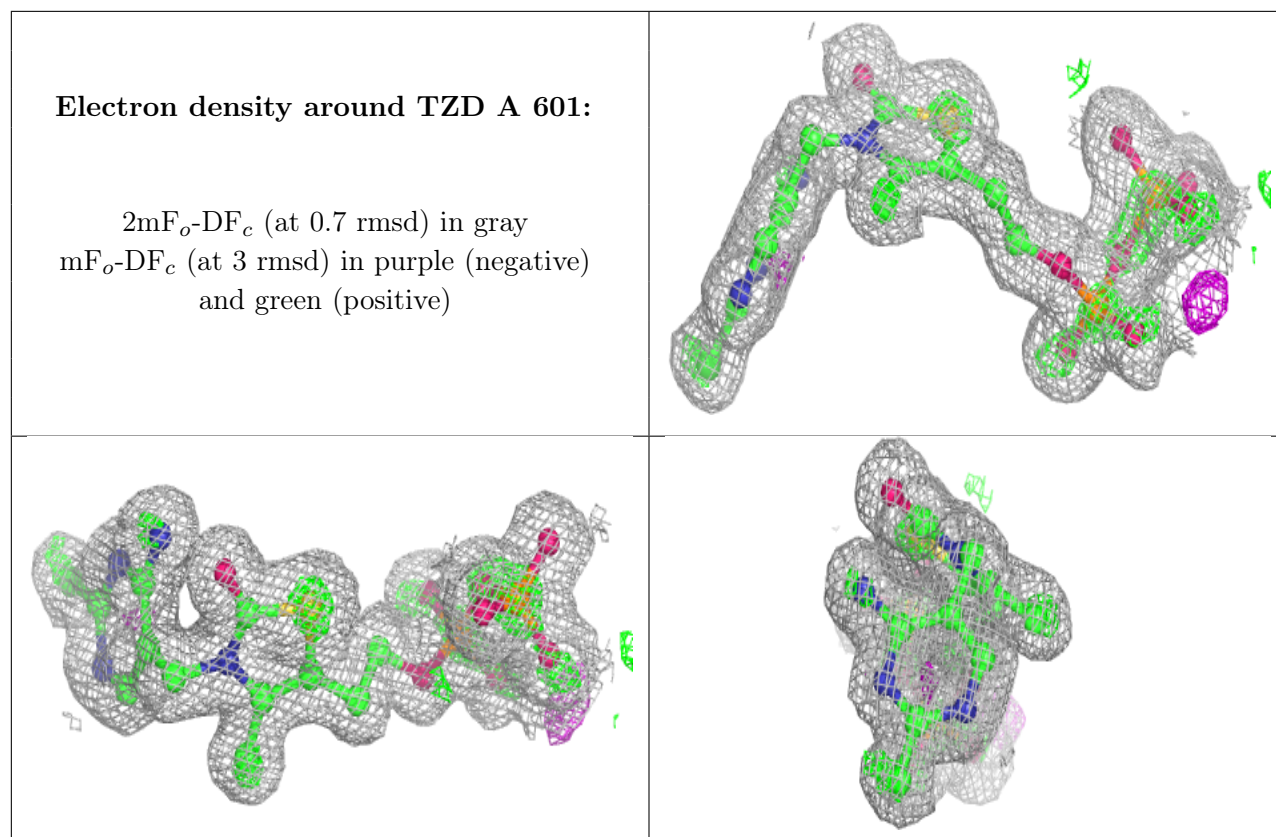 Electron density around TZD A 601:
2mFo-DFc (at 0.7 rmsd) in gray
mFo-DFc (at 3 rmsd) in purple (negative)
and green (positive)